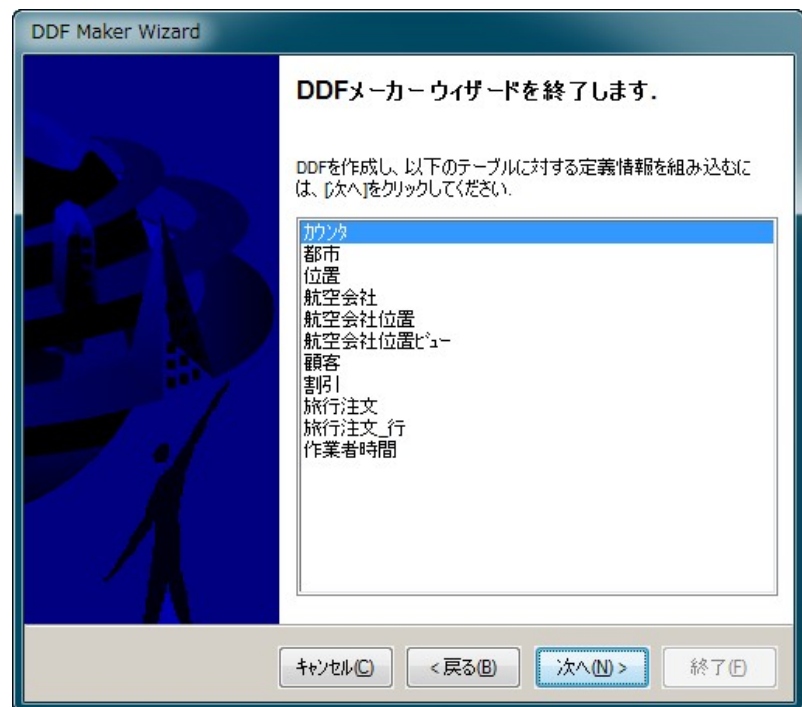 DDF Maker Wizard
DDFメーカー ウィザードを終了します.
DDFを作成し、以下のテーブルに対する定義情報を組み込むに
は、[次へ]をクリックしてください.
カウンタ
都市
位置
航空会社
航空会社位置
航空会社位置ビュー
顧客
割引
旅行注文
旅行注文_行
作業者時間
キャンセル(C) <戻る(B) 次へ(N)> 終了(F)